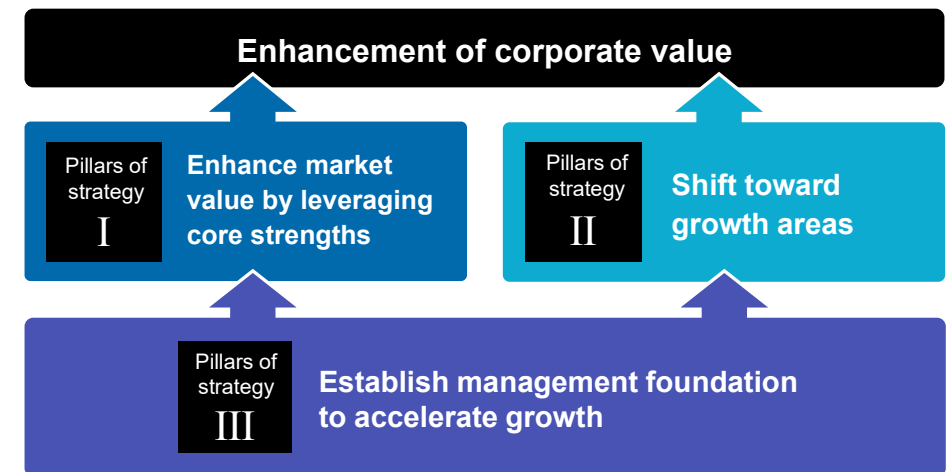 Enhancement of corporate value
Pillars of
strategy
I
Enhance market
value by leveraging
core strengths
Pillars of
strategy
II
Shift toward
growth areas
Pillars of
strategy
III
Establish management foundation
to accelerate growth